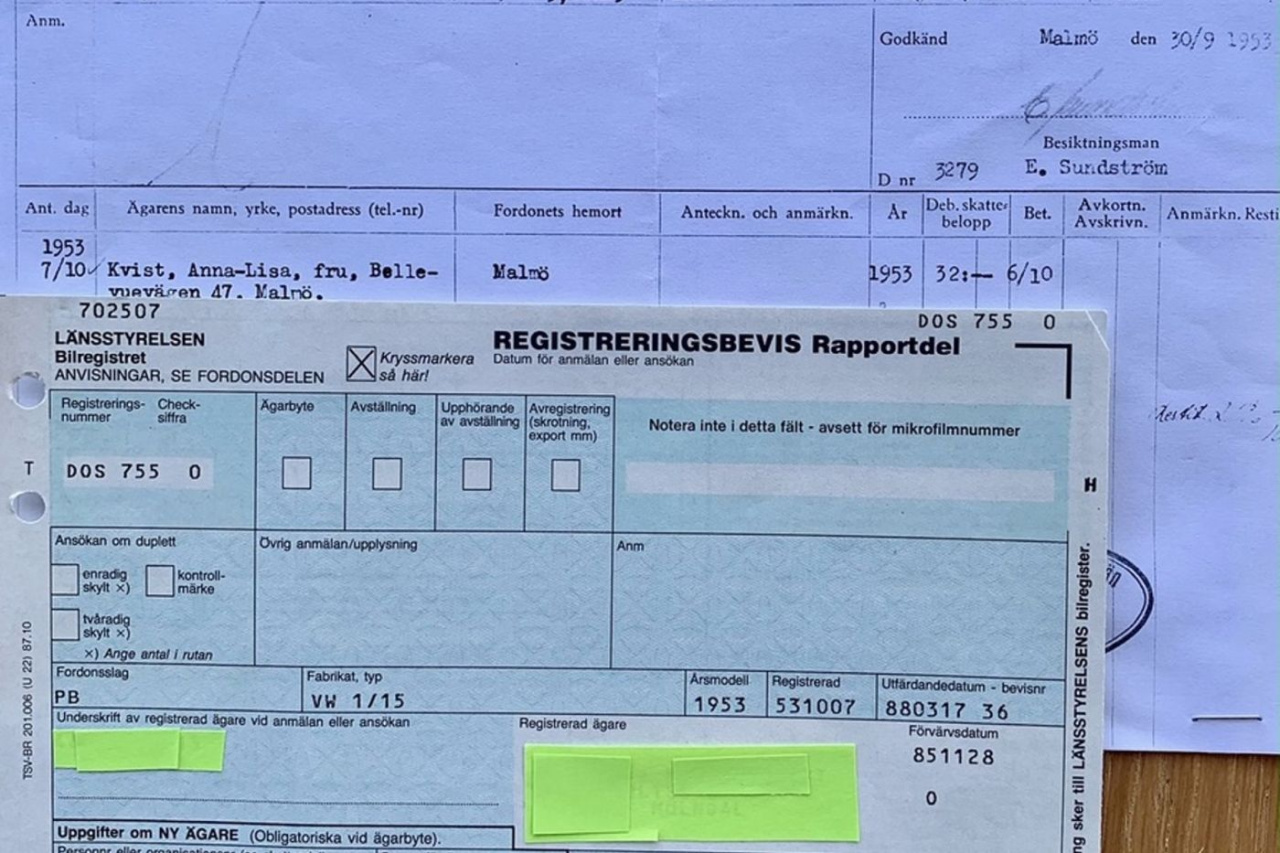 Anm.
Godkänd Malmö den 30/9 1953
Besiktningsman
D nr 3279 E. Sundström
Ant. dag Ägarens namn, yrke, postadress (tel.-nr) Fordonets hemort Anteckn. och anmärkn. År Deb. skatte- belopp Bet. Avkortn. Avskrivn. Anmärkn. Resti
1953
7/10 Kvist, Anna-Lisa, fru, Belle- Malmö 1953 32:— 6/10
vuevägen 47. Malmö.
702507
DOS 755 0
LÄNSSTYRELSEN
Bilregistret
ANVISNINGAR, SE FORDONSDELEN
Kryssmarkera
så här!
REGISTRERINGSBEVIS Rapportdel
Datum för anmälan eller ansökan
Registrerings-
nummer
Check-
siffra
DOS 755 0
Ägarbyte
Avställning
Upphörande
av avställning
Avregistrering
(skrotning,
export mm)
Notera inte i detta fält - avsett för mikrofilmnummer
T
H
Ansökan om duplett
enradig
skylt x)
kontroll-
märke
tvåradig
skylt x)
x) Ange antal i rutan
Övrig anmälan/upplysning
Anm
Fordonsslag
PB
Fabrikat, typ
VW 1/15
Årsmodell
1953
Registrerad
531007
Utfärdandedatum - bevisnr
880317 36
Underskrift av registrerad ägare vid anmälan eller ansökan
Registrerad ägare
Förvärvsdatum
851128
0
Uppgifter om NY ÄGARE (Obligatoriska vid ägarbyte).
TSV-BR 201.006 (U 22) 87.10
ng sker till LÄNSSTYRELSENS bilregister.